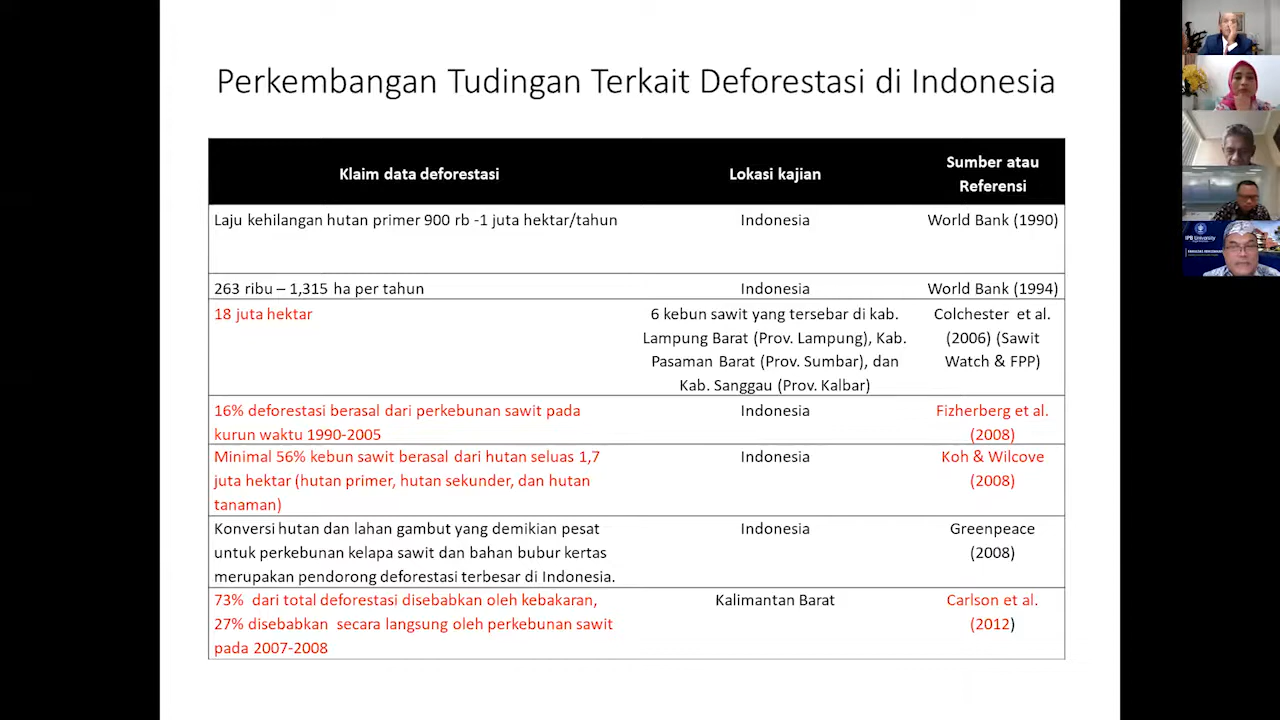 Perkembangan Tudingan Terkait Deforestasi di Indonesia
Klaim data deforestasi
Lokasi kajian
Sumber atau
Referensi
Laju kehilangan hutan primer 900 rb -1 juta hektar/tahun
Indonesia
World Bank (1990)
263 ribu – 1,315 ha per tahun
Indonesia
World Bank (1994)
18 juta hektar
6 kebun sawit yang tersebar di kab.
Lampung Barat (Prov. Lampung), Kab.
Pasaman Barat (Prov. Sumbar), dan
Kab. Sanggau (Prov. Kalbar)
Colchester et al.
(2006) (Sawit
Watch & FPP)
16% deforestasi berasal dari perkebunan sawit pada
kurun waktu 1990-2005
Indonesia
Fizherberg et al.
(2008)
Minimal 56% kebun sawit berasal dari hutan seluas 1,7
juta hektar (hutan primer, hutan sekunder, dan hutan
tanaman)
Indonesia
Koh & Wilcove
(2008)
Konversi hutan dan lahan gambut yang demikian pesat
untuk perkebunan kelapa sawit dan bahan bubur kertas
merupakan pendorong deforestasi terbesar di Indonesia.
Indonesia
Greenpeace
(2008)
73% dari total deforestasi disebabkan oleh kebakaran,
27% disebabkan secara langsung oleh perkebunan sawit
pada 2007-2008
Kalimantan Barat
Carlson et al.
(2012)
IPB University